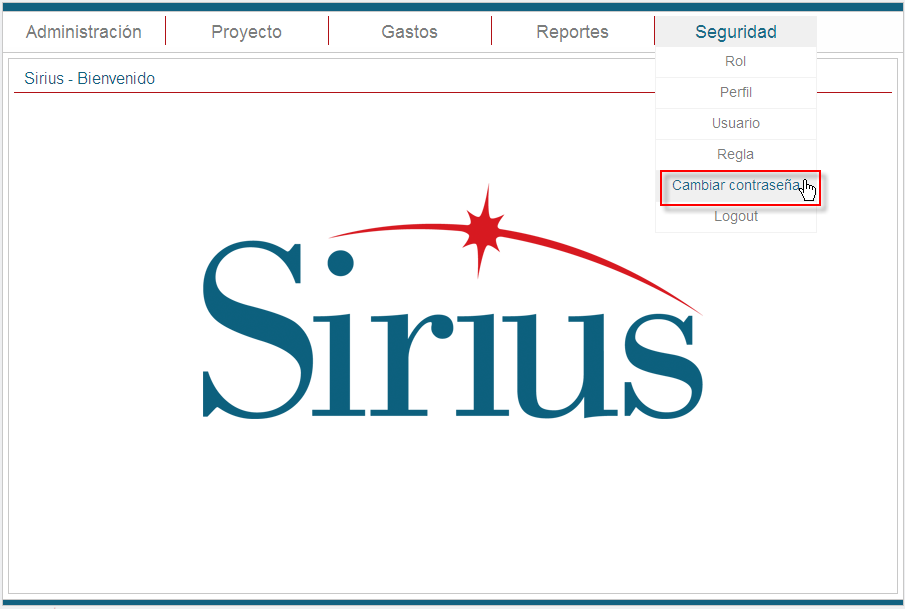 Administración Proyecto Gastos Reportes Seguridad
Sirius - Bienvenido
Rol
Perfil
Usuario
Regla
Cambiar contraseña
Logout
Sirius